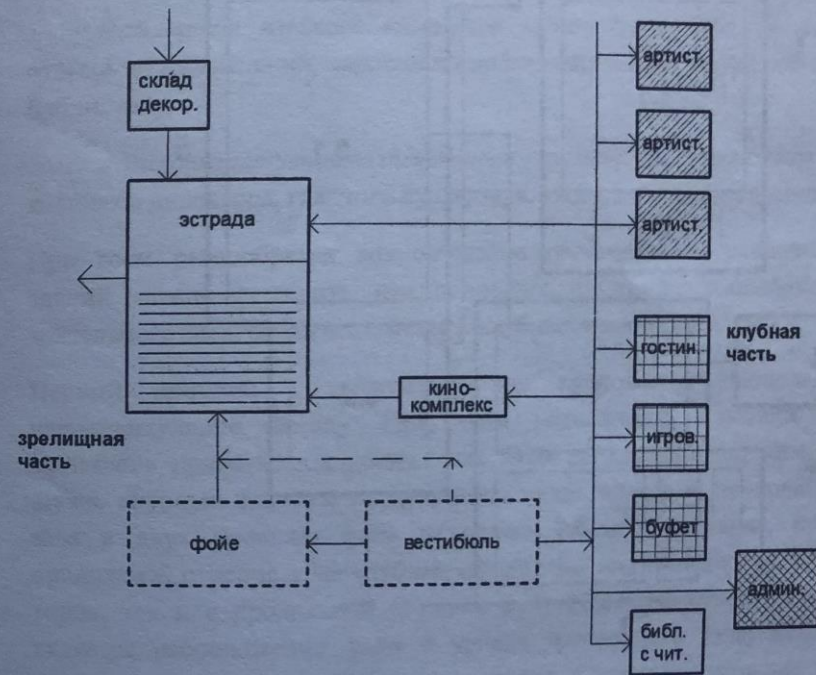 склад
декор.
эстрада
артист.
артист.
артист.
гостин.
клубная
часть
кино-
комплекс
игров.
зрелищная
часть
фойе
вестибюль
буфет
админ.
библ.
с чит.